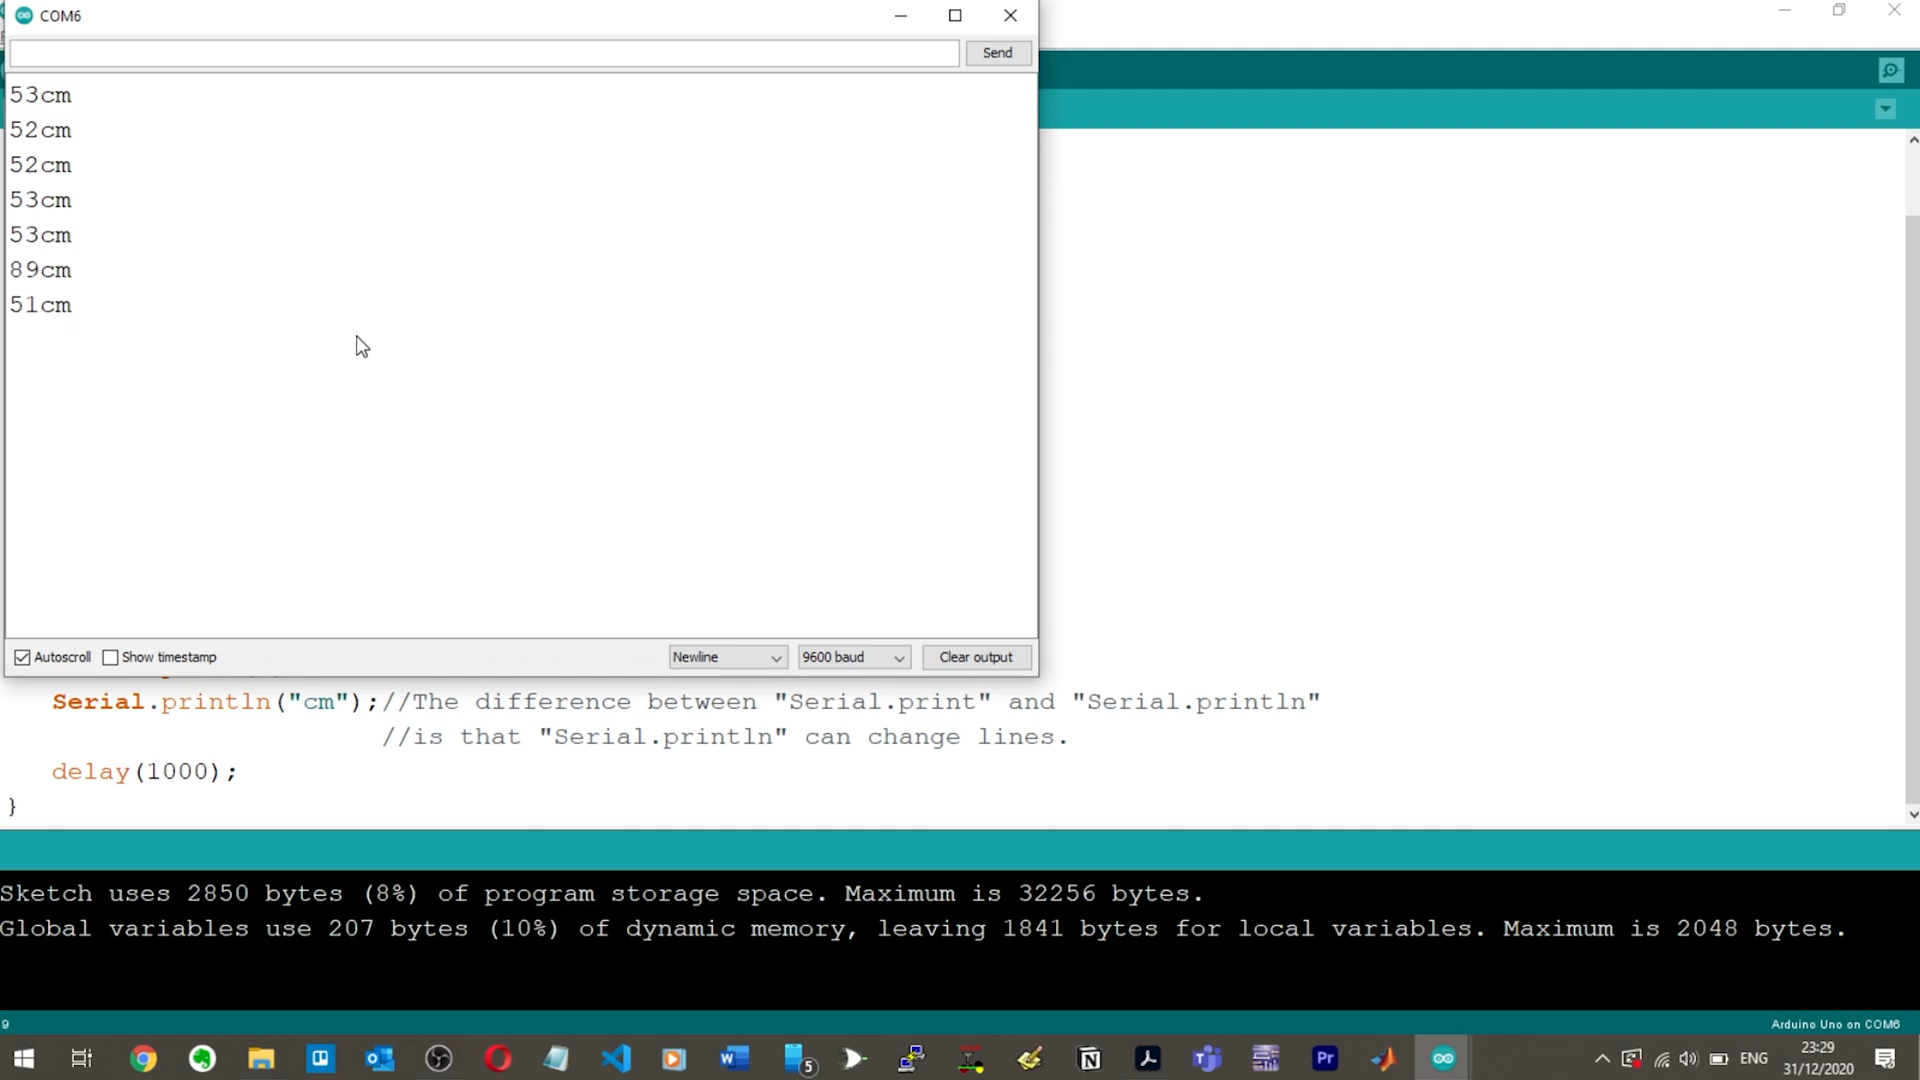 COM6
Send
53cm
52cm
52cm
53cm
53cm
89cm
51cm
Autoscroll Show timestamp Newline 9600 baud Clear output
Serial.println("cm");//The difference between "Serial.print" and "Serial.println"
//is that "Serial.println" can change lines.
delay(1000);
}
Sketch uses 2850 bytes (8%) of program storage space. Maximum is 32256 bytes.
Global variables use 207 bytes (10%) of dynamic memory, leaving 1841 bytes for local variables. Maximum is 2048 bytes.
9 Arduino Uno on COM6
5 Pr ENG 23:29
31/12/2020